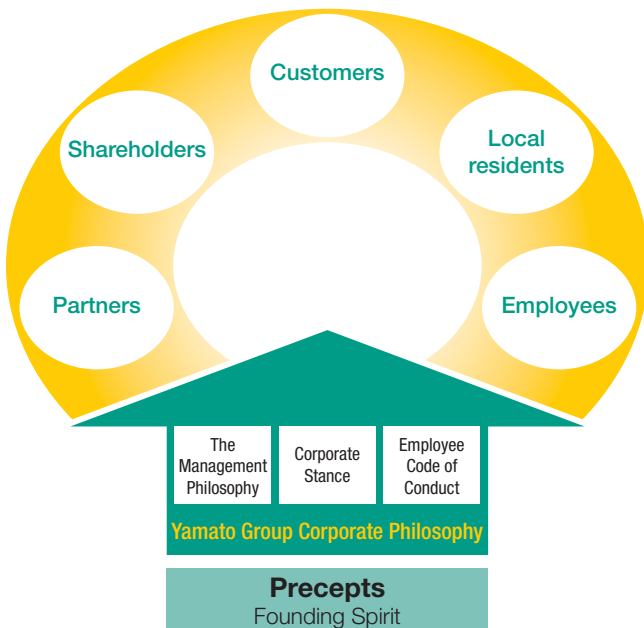 Customers
Shareholders
Local
residents
Partners
Employees
The
Management
Philosophy
Corporate
Stance
Employee
Code of
Conduct
Yamato Group Corporate Philosophy
Precepts
Founding Spirit